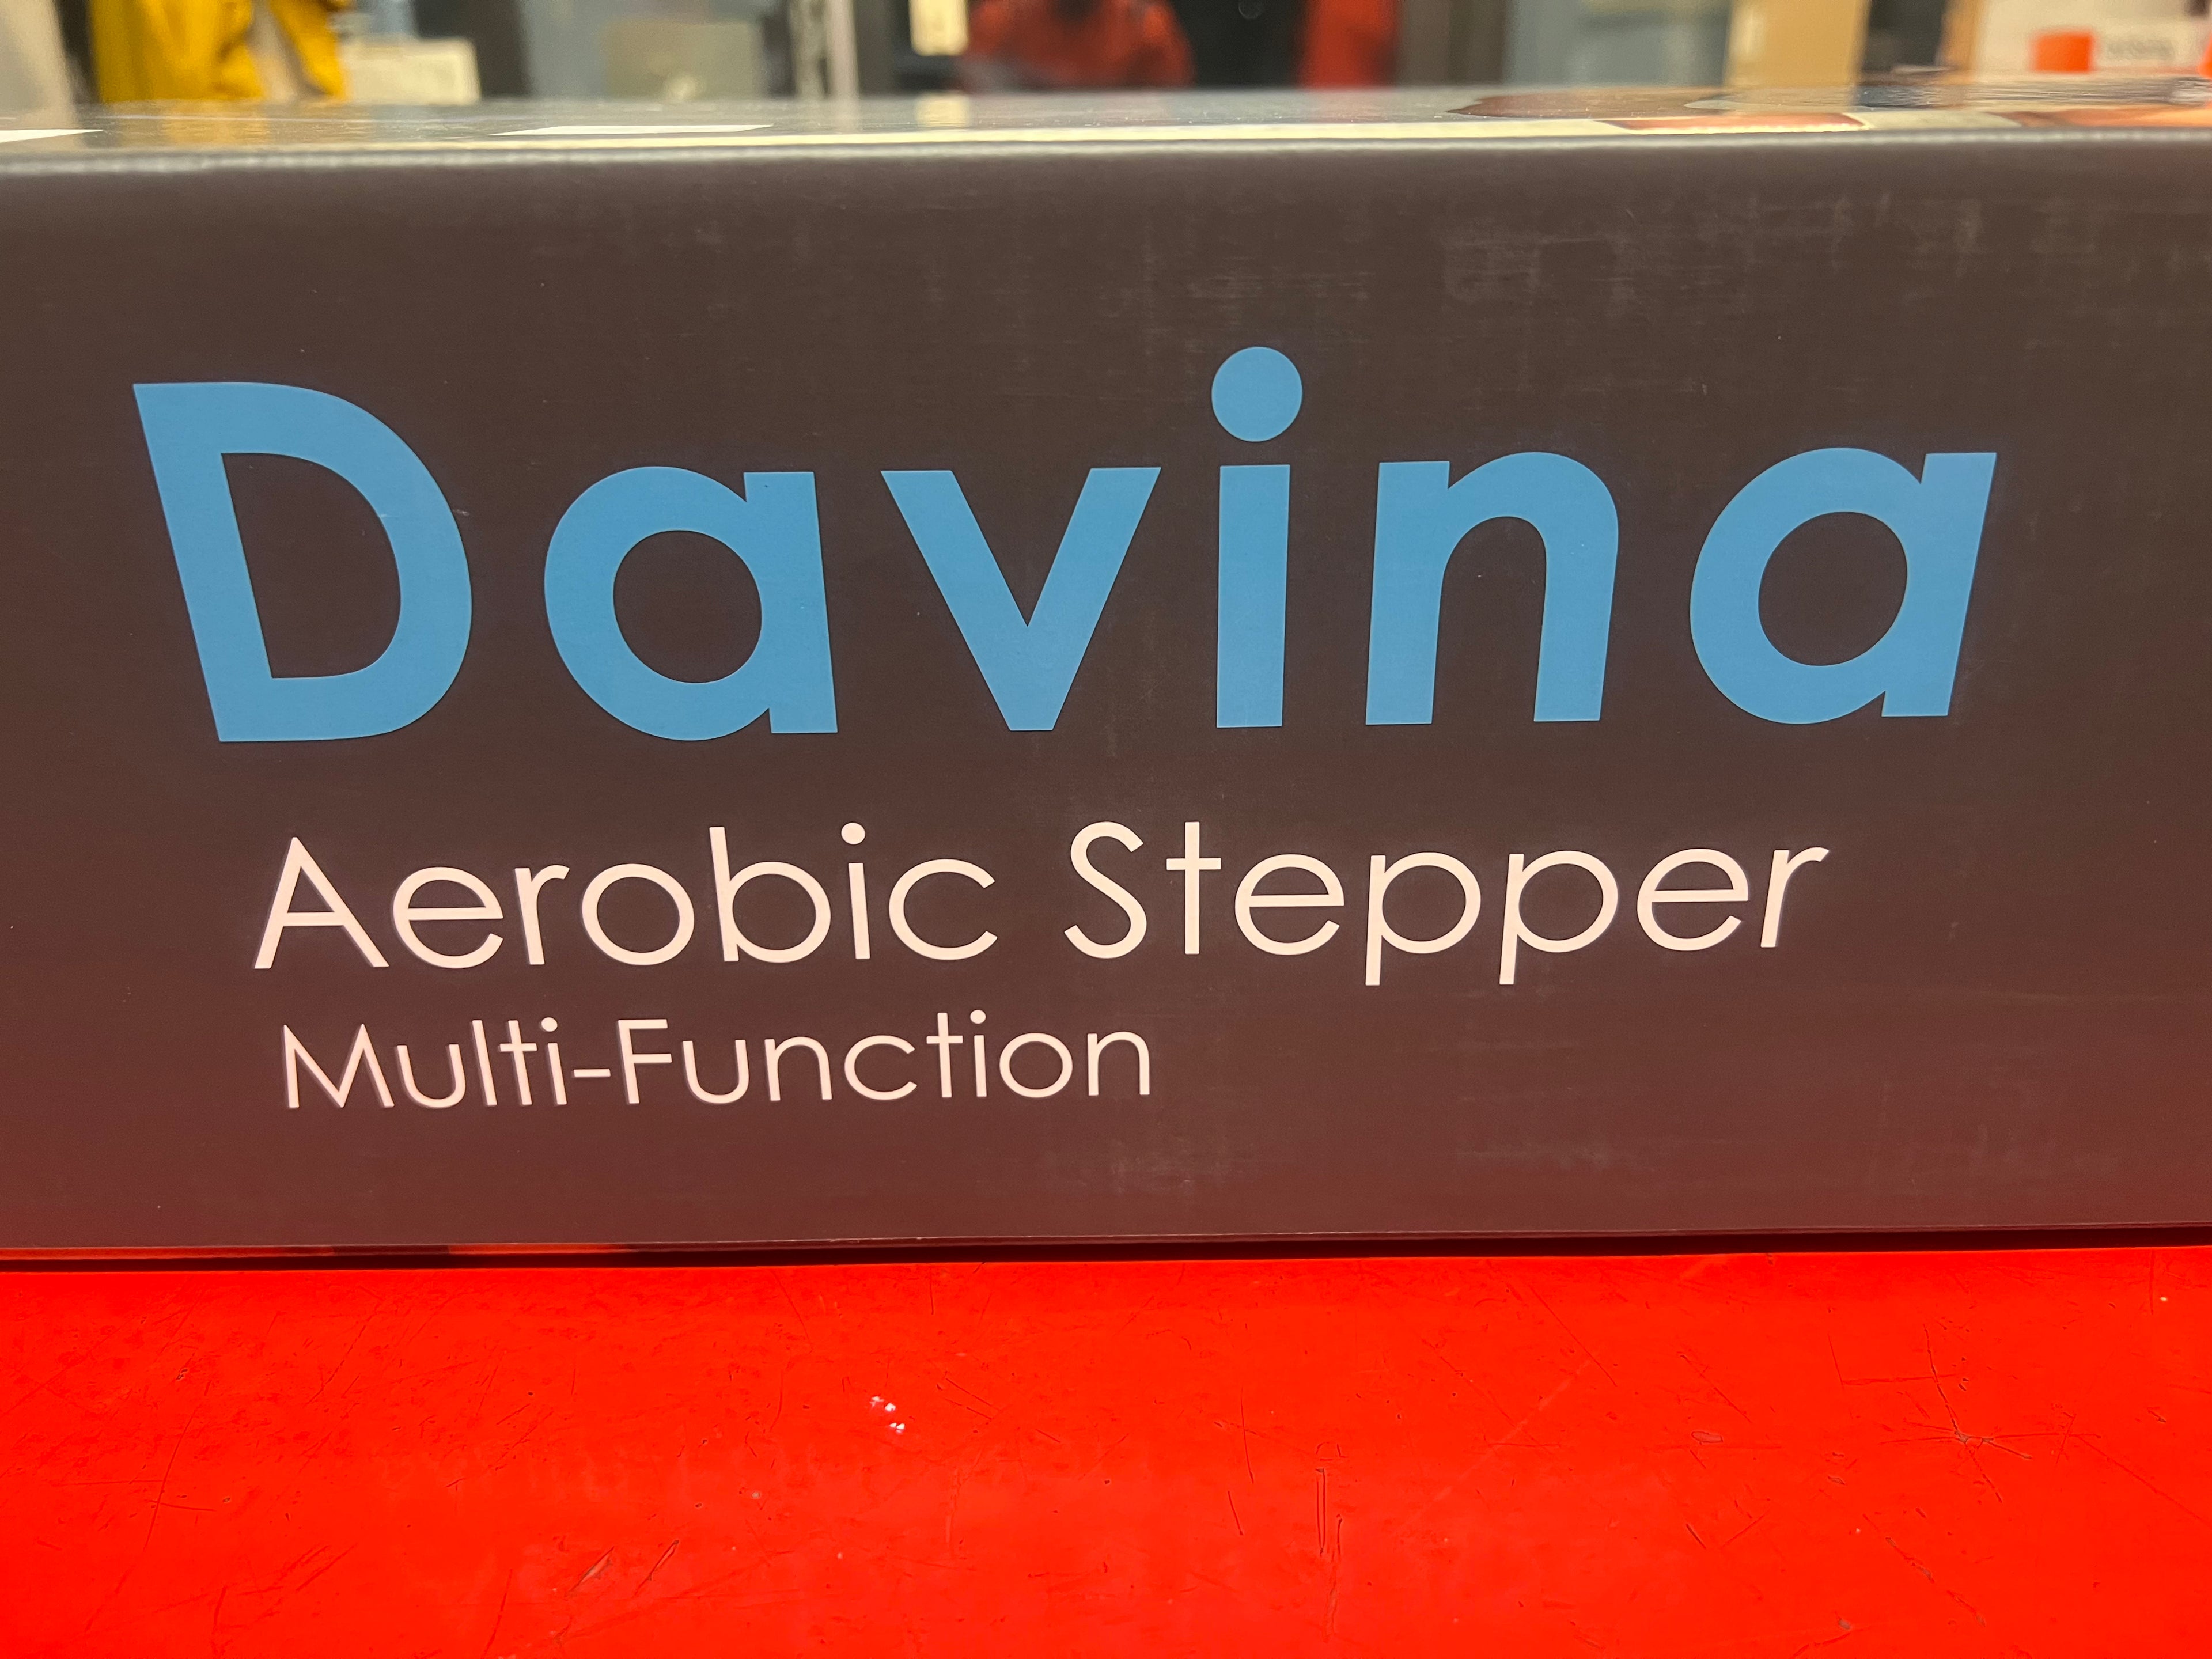 Davina
Aerobic Stepper
Multi-Function